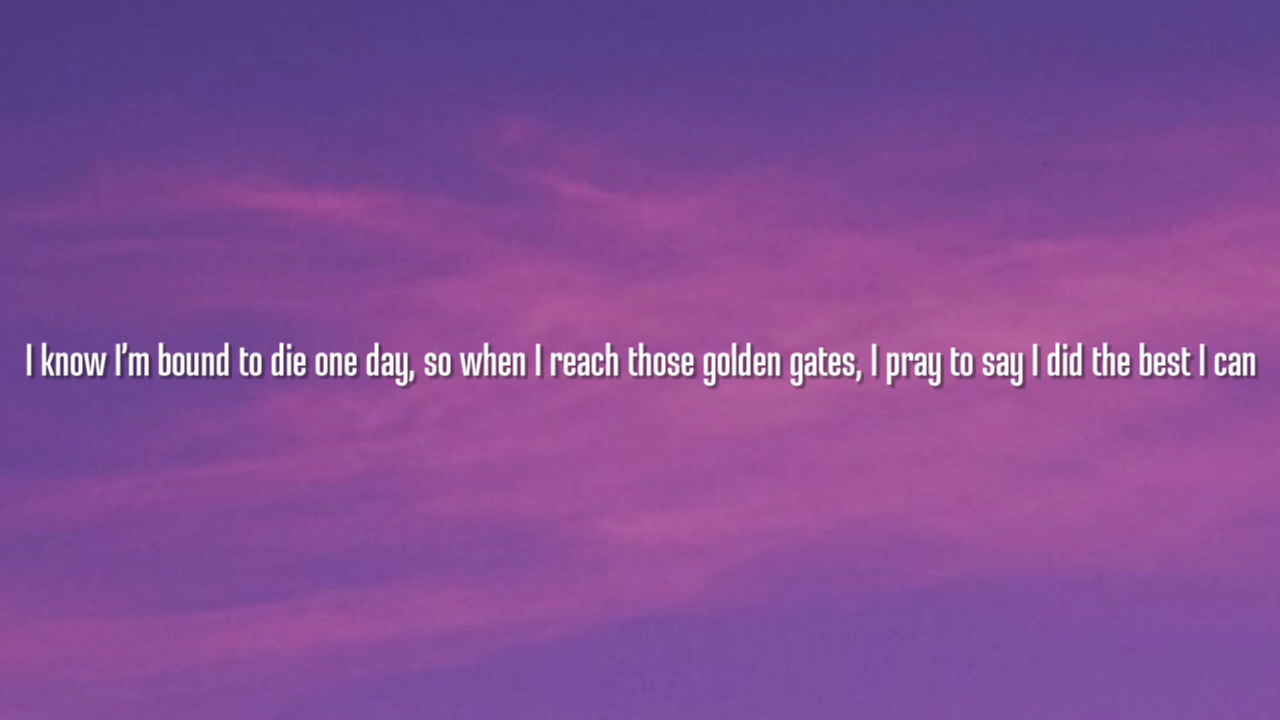 I know I’m bound to die one day, so when I reach those golden gates, I pray to say I did the best I can